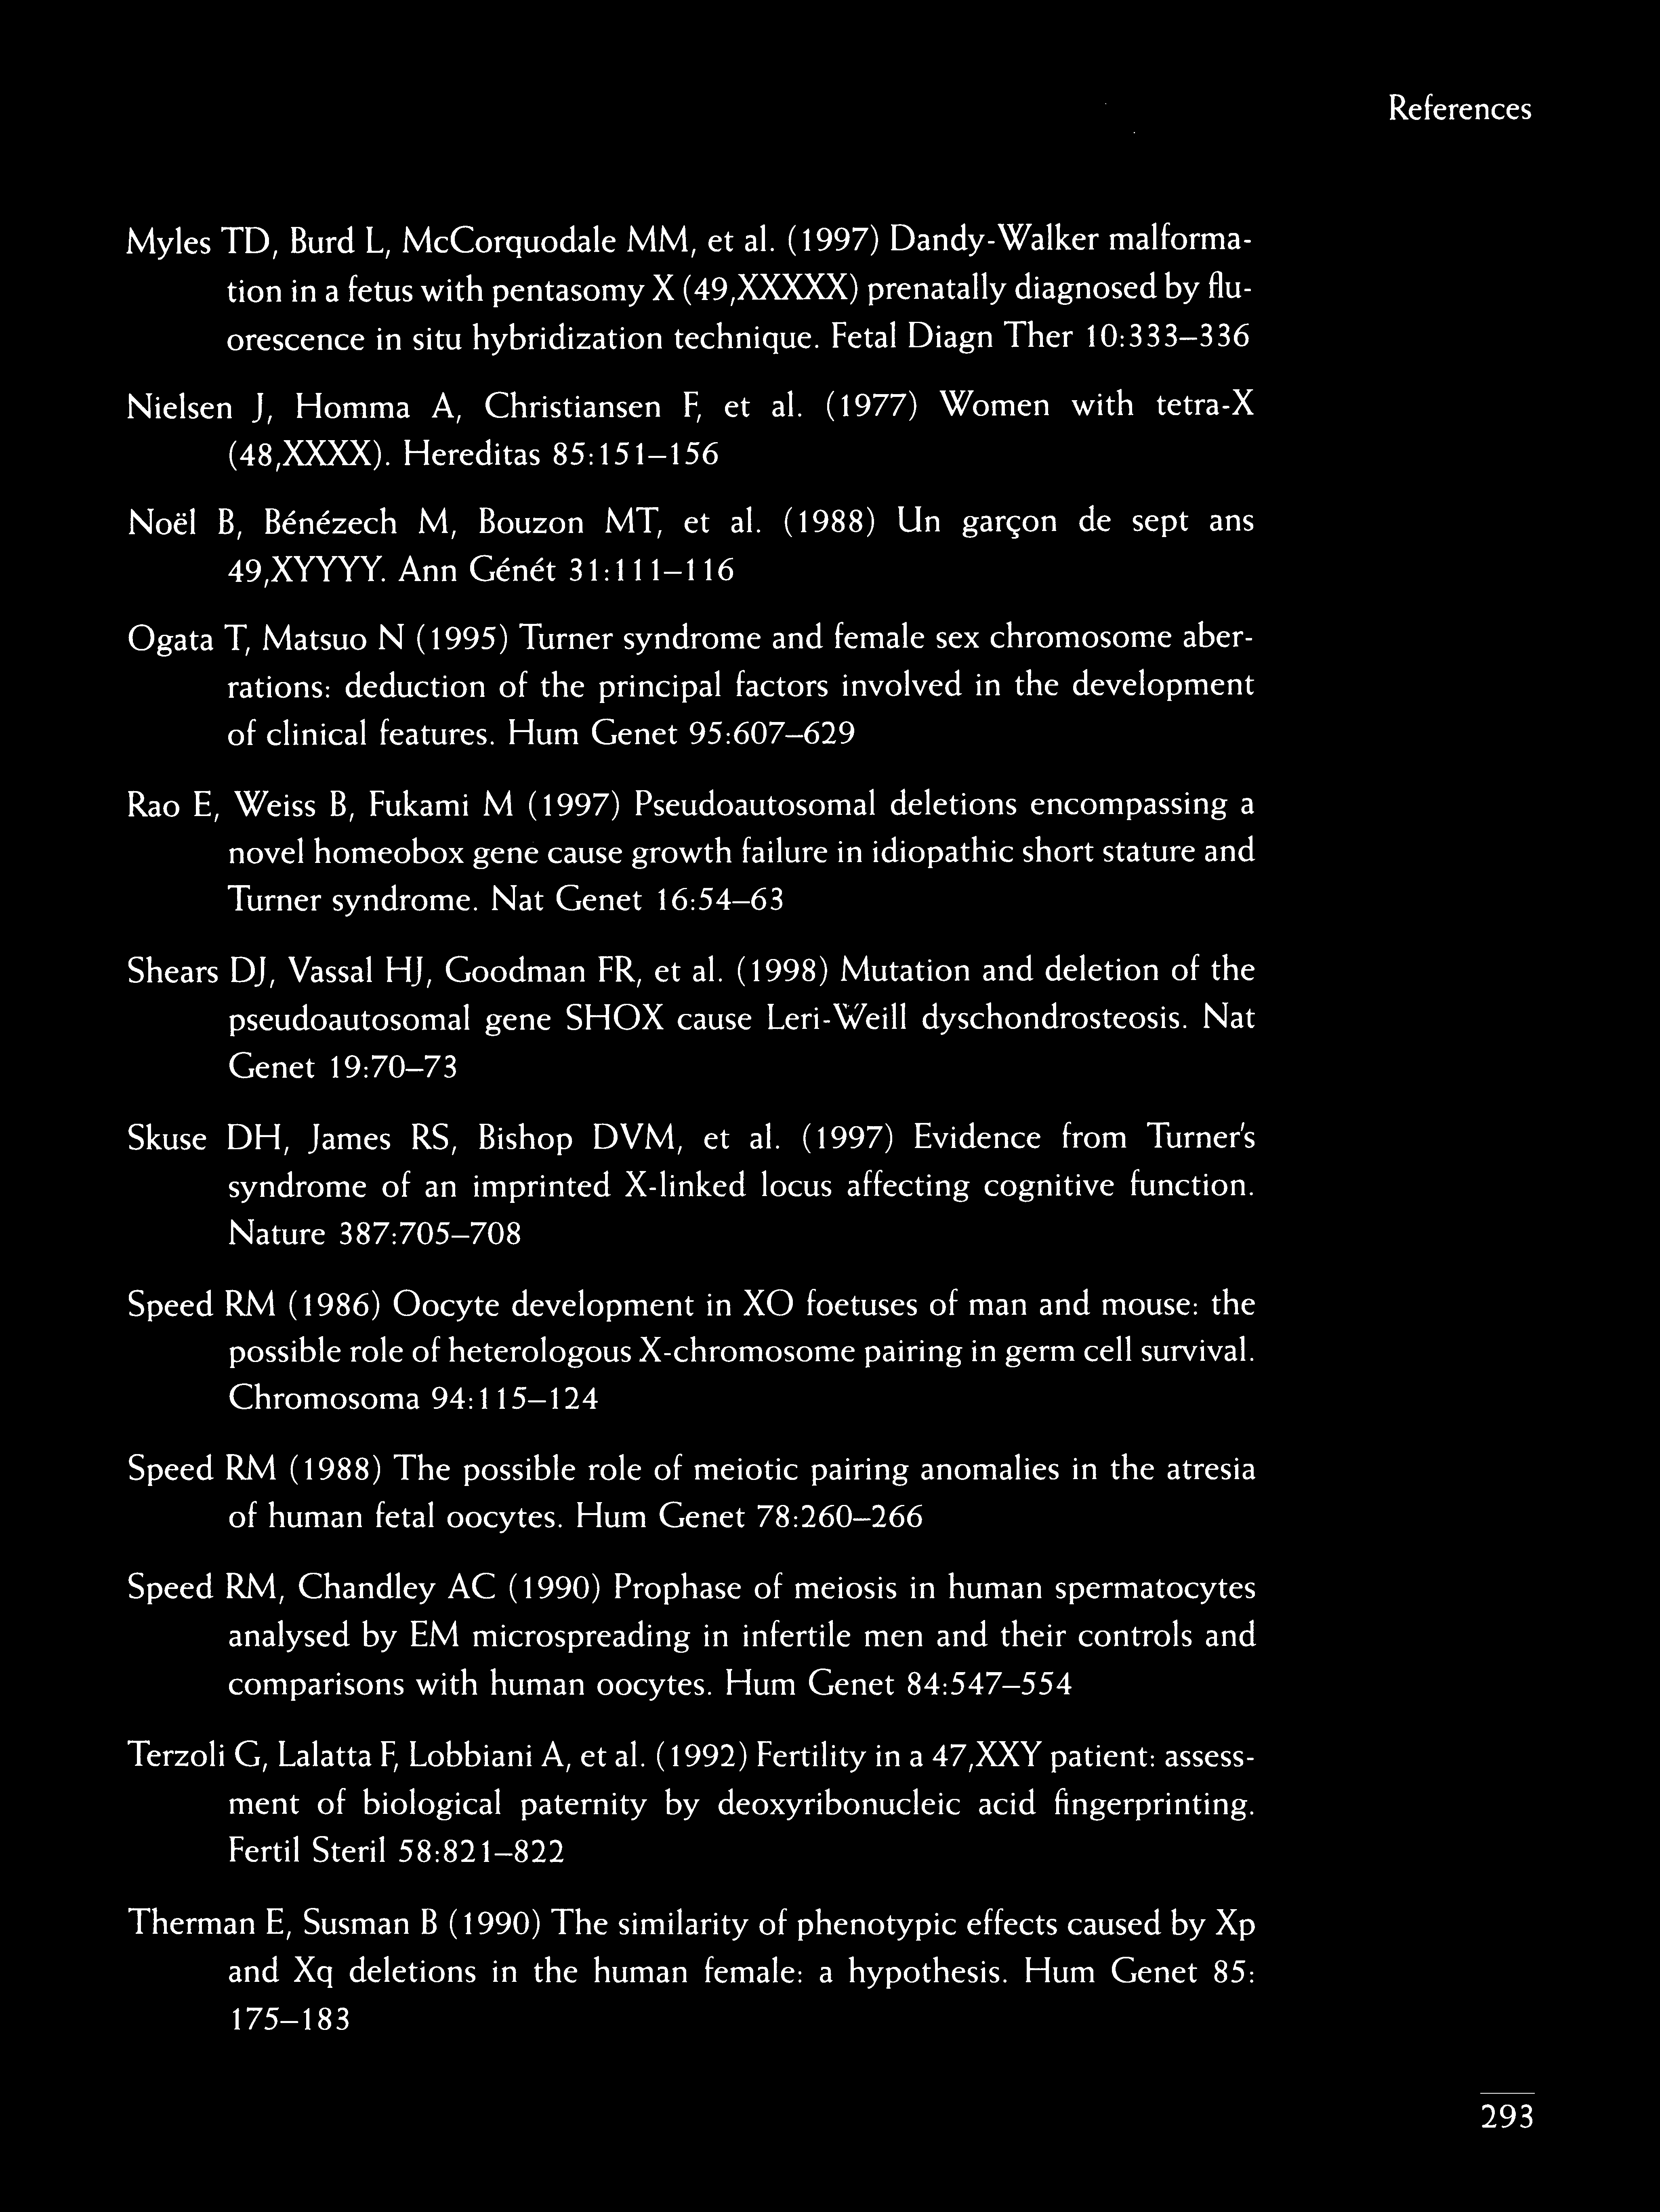 References
Myles TD, Burd L, McCorquodale MM, et al. (1997) Dandy-Walker malforma-
tion in a fetus with pentasomy X (49,XXXXX) prenatally diagnosed by flu-
orescence in situ hybridization technique. Fetal Diagn Ther 10:333–336
Nielsen J, Homma A, Christiansen F, et al. (1977) Women with tetra-X
(48,XXXX). Hereditas 85:151–156
Noël B, Bénézech M, Bouzon MT, et al. (1988) Un garçon de sept ans
49,XYYYY. Ann Génét 31:111–116
Ogata T, Matsuo N (1995) Turner syndrome and female sex chromosome aber-
rations: deduction of the principal factors involved in the development
of clinical features. Hum Genet 95:607–629
Rao E, Weiss B, Fukami M (1997) Pseudoautosomal deletions encompassing a
novel homeobox gene cause growth failure in idiopathic short stature and
Turner syndrome. Nat Genet 16:54–63
Shears DJ, Vassal HJ, Goodman FR, et al. (1998) Mutation and deletion of the
pseudoautosomal gene SHOX cause Leri-Weill dyschondrosteosis. Nat
Genet 19:70–73
Skuse DH, James RS, Bishop DVM, et al. (1997) Evidence from Turner's
syndrome of an imprinted X-linked locus affecting cognitive function.
Nature 387:705–708
Speed RM (1986) Oocyte development in XO foetuses of man and mouse: the
possible role of heterologous X-chromosome pairing in germ cell survival.
Chromosoma 94:115–124
Speed RM (1988) The possible role of meiotic pairing anomalies in the atresia
of human fetal oocytes. Hum Genet 78:260–266
Speed RM, Chandley AC (1990) Prophase of meiosis in human spermatocytes
analysed by EM microspreading in infertile men and their controls and
comparisons with human oocytes. Hum Genet 84:547–554
Terzoli G, Lalatta F, Lobbiani A, et al. (1992) Fertility in a 47,XXY patient: assess-
ment of biological paternity by deoxyribonucleic acid fingerprinting.
Fertil Steril 58:821–822
Therman E, Susman B (1990) The similarity of phenotypic effects caused by Xp
and Xq deletions in the human female: a hypothesis. Hum Genet 85:
175–183
293